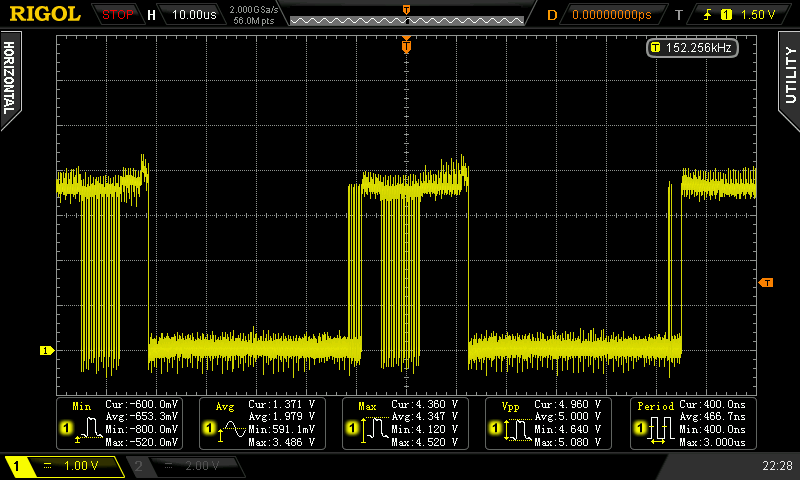 RIGOL STOP H 10.00us 2.000GSa/s 56.0M pts T D 0.00000000ps T 1 1.50 V
T 152.256kHz
HORIZONTAL
UTILITY
T
T
1
Min Cur:-600.0mV
Avg:-653.3mV
1 Min:-800.0mV
Max:-520.0mV
Avg Cur:1.371 V
Avg:1.979 V
1 Min:591.1mV
Max:3.486 V
Max Cur:4.360 V
Avg:4.347 V
1 Min:4.120 V
Max:4.520 V
Vpp Cur:4.960 V
Avg:5.000 V
1 Min:4.640 V
Max:5.080 V
Period Cur:400.0ns
Avg:466.7ns
1 Min:400.0ns
Max:3.000us
1 1.00 V 2 2.00 V 22:28